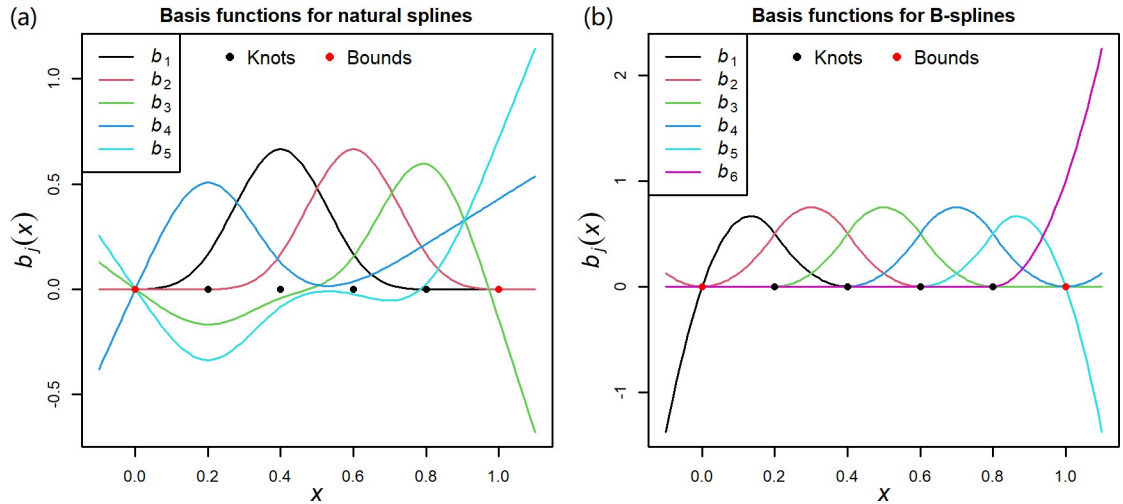 (a)
Basis functions for natural splines
b1
b2
b3
b4
b5
Knots
Bounds
1.0
0.5
0.0
-0.5
bj(x)
0.0 0.2 0.4 0.6 0.8 1.0
x
(b)
Basis functions for B-splines
b1
b2
b3
b4
b5
b6
Knots
Bounds
2
1
0
-1
bj(x)
0.0 0.2 0.4 0.6 0.8 1.0
x